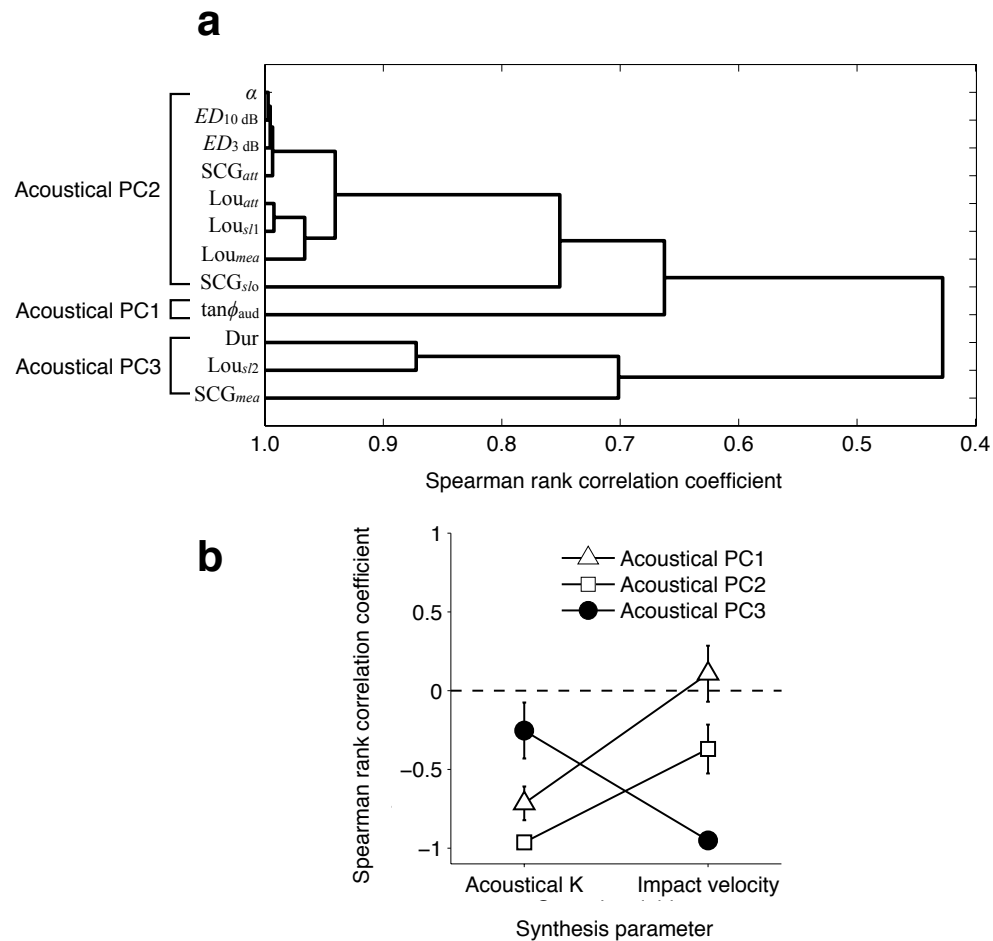 a
α
ED10 dB
ED3 dB
SCGatt
Louatt
Lousl1
Loumea
SCGslo
tanϕaud
Dur
Lousl2
SCGmea
Acoustical PC2
Acoustical PC1
Acoustical PC3
1.0 0.9 0.8 0.7 0.6 0.5 0.4
Spearman rank correlation coefficient
b
Spearman rank correlation coefficient
1
0.5
0
−0.5
−1
Acoustical PC1
Acoustical PC2
Acoustical PC3
Acoustical K Impact velocity
Synthesis parameter